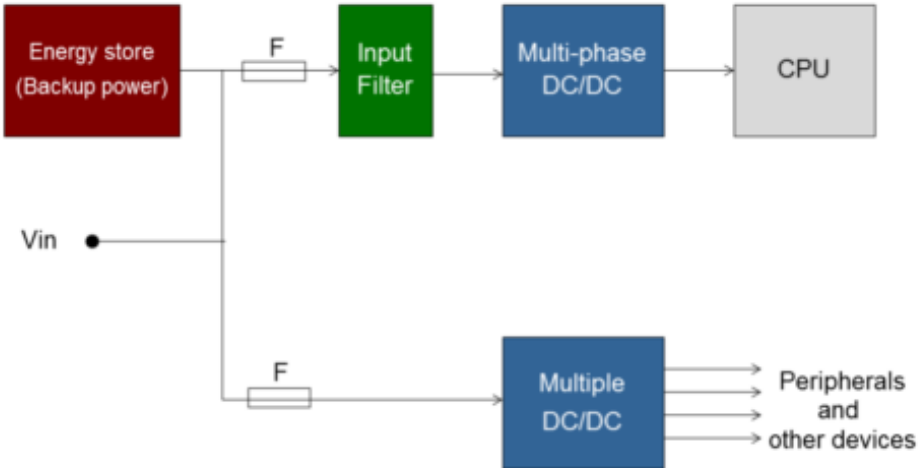 Energy store
(Backup power)
F
Input
Filter
Multi-phase
DC/DC
CPU
Vin
F
Multiple
DC/DC
Peripherals
and
other devices